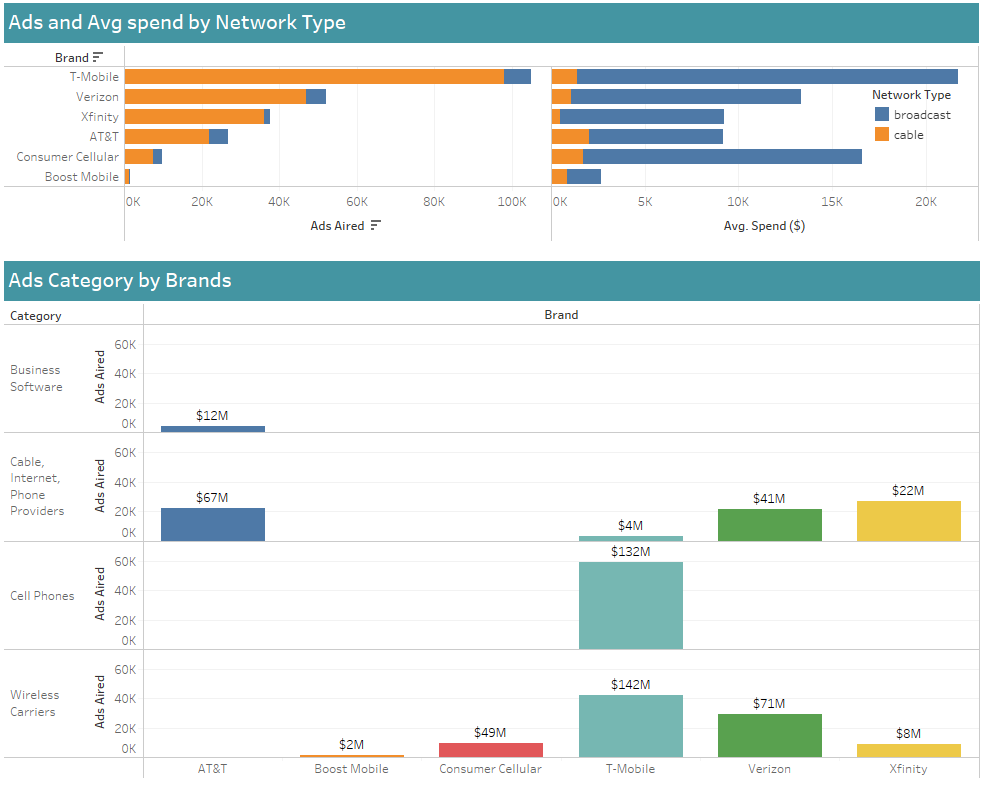 Ads and Avg spend by Network Type
Brand
T-Mobile
Verizon
Xfinity
AT&T
Consumer Cellular
Boost Mobile
0K 20K 40K 60K 80K 100K
Ads Aired
0K 5K 10K 15K 20K
Avg. Spend ($)
Network Type
broadcast
cable
Ads Category by Brands
Category
Brand
Business
Software
Ads Aired
60K
40K
20K
0K
$12M
Cable,
Internet,
Phone
Providers
Ads Aired
60K
40K
20K
0K
$67M
$4M
$41M
$22M
Cell Phones
Ads Aired
60K
40K
20K
0K
$132M
Wireless
Carriers
Ads Aired
60K
40K
20K
0K
$2M
$49M
$142M
$71M
$8M
AT&T Boost Mobile Consumer Cellular T-Mobile Verizon Xfinity